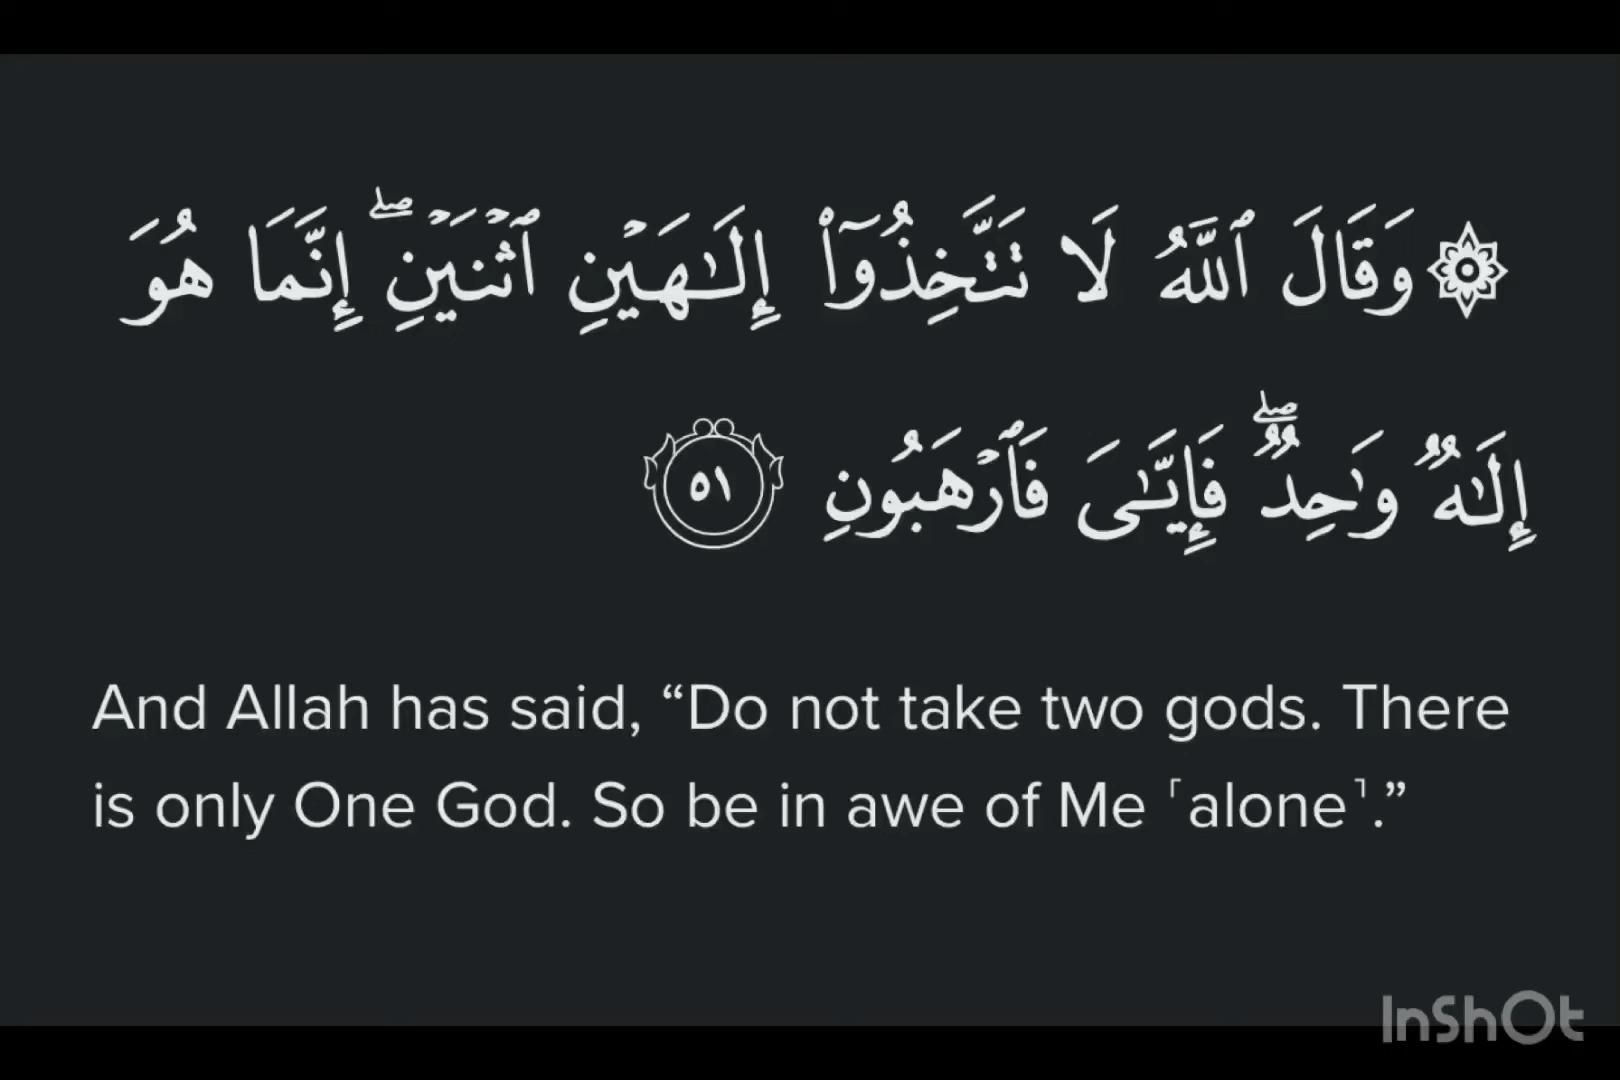 ۞ وَقَالَ ٱللَّهُ لَا تَتَّخِذُوٓا۟ إِلَـٰهَيْنِ ٱثْنَيْنِ ۖ إِنَّمَا هُوَ
إِلَـٰهٌ وَٰحِدٌ ۖ فَإِيَّـٰىَ فَٱرْهَبُونِ ٥١
And Allah has said, “Do not take two gods. There
is only One God. So be in awe of Me ˹alone˺.”
InShOt